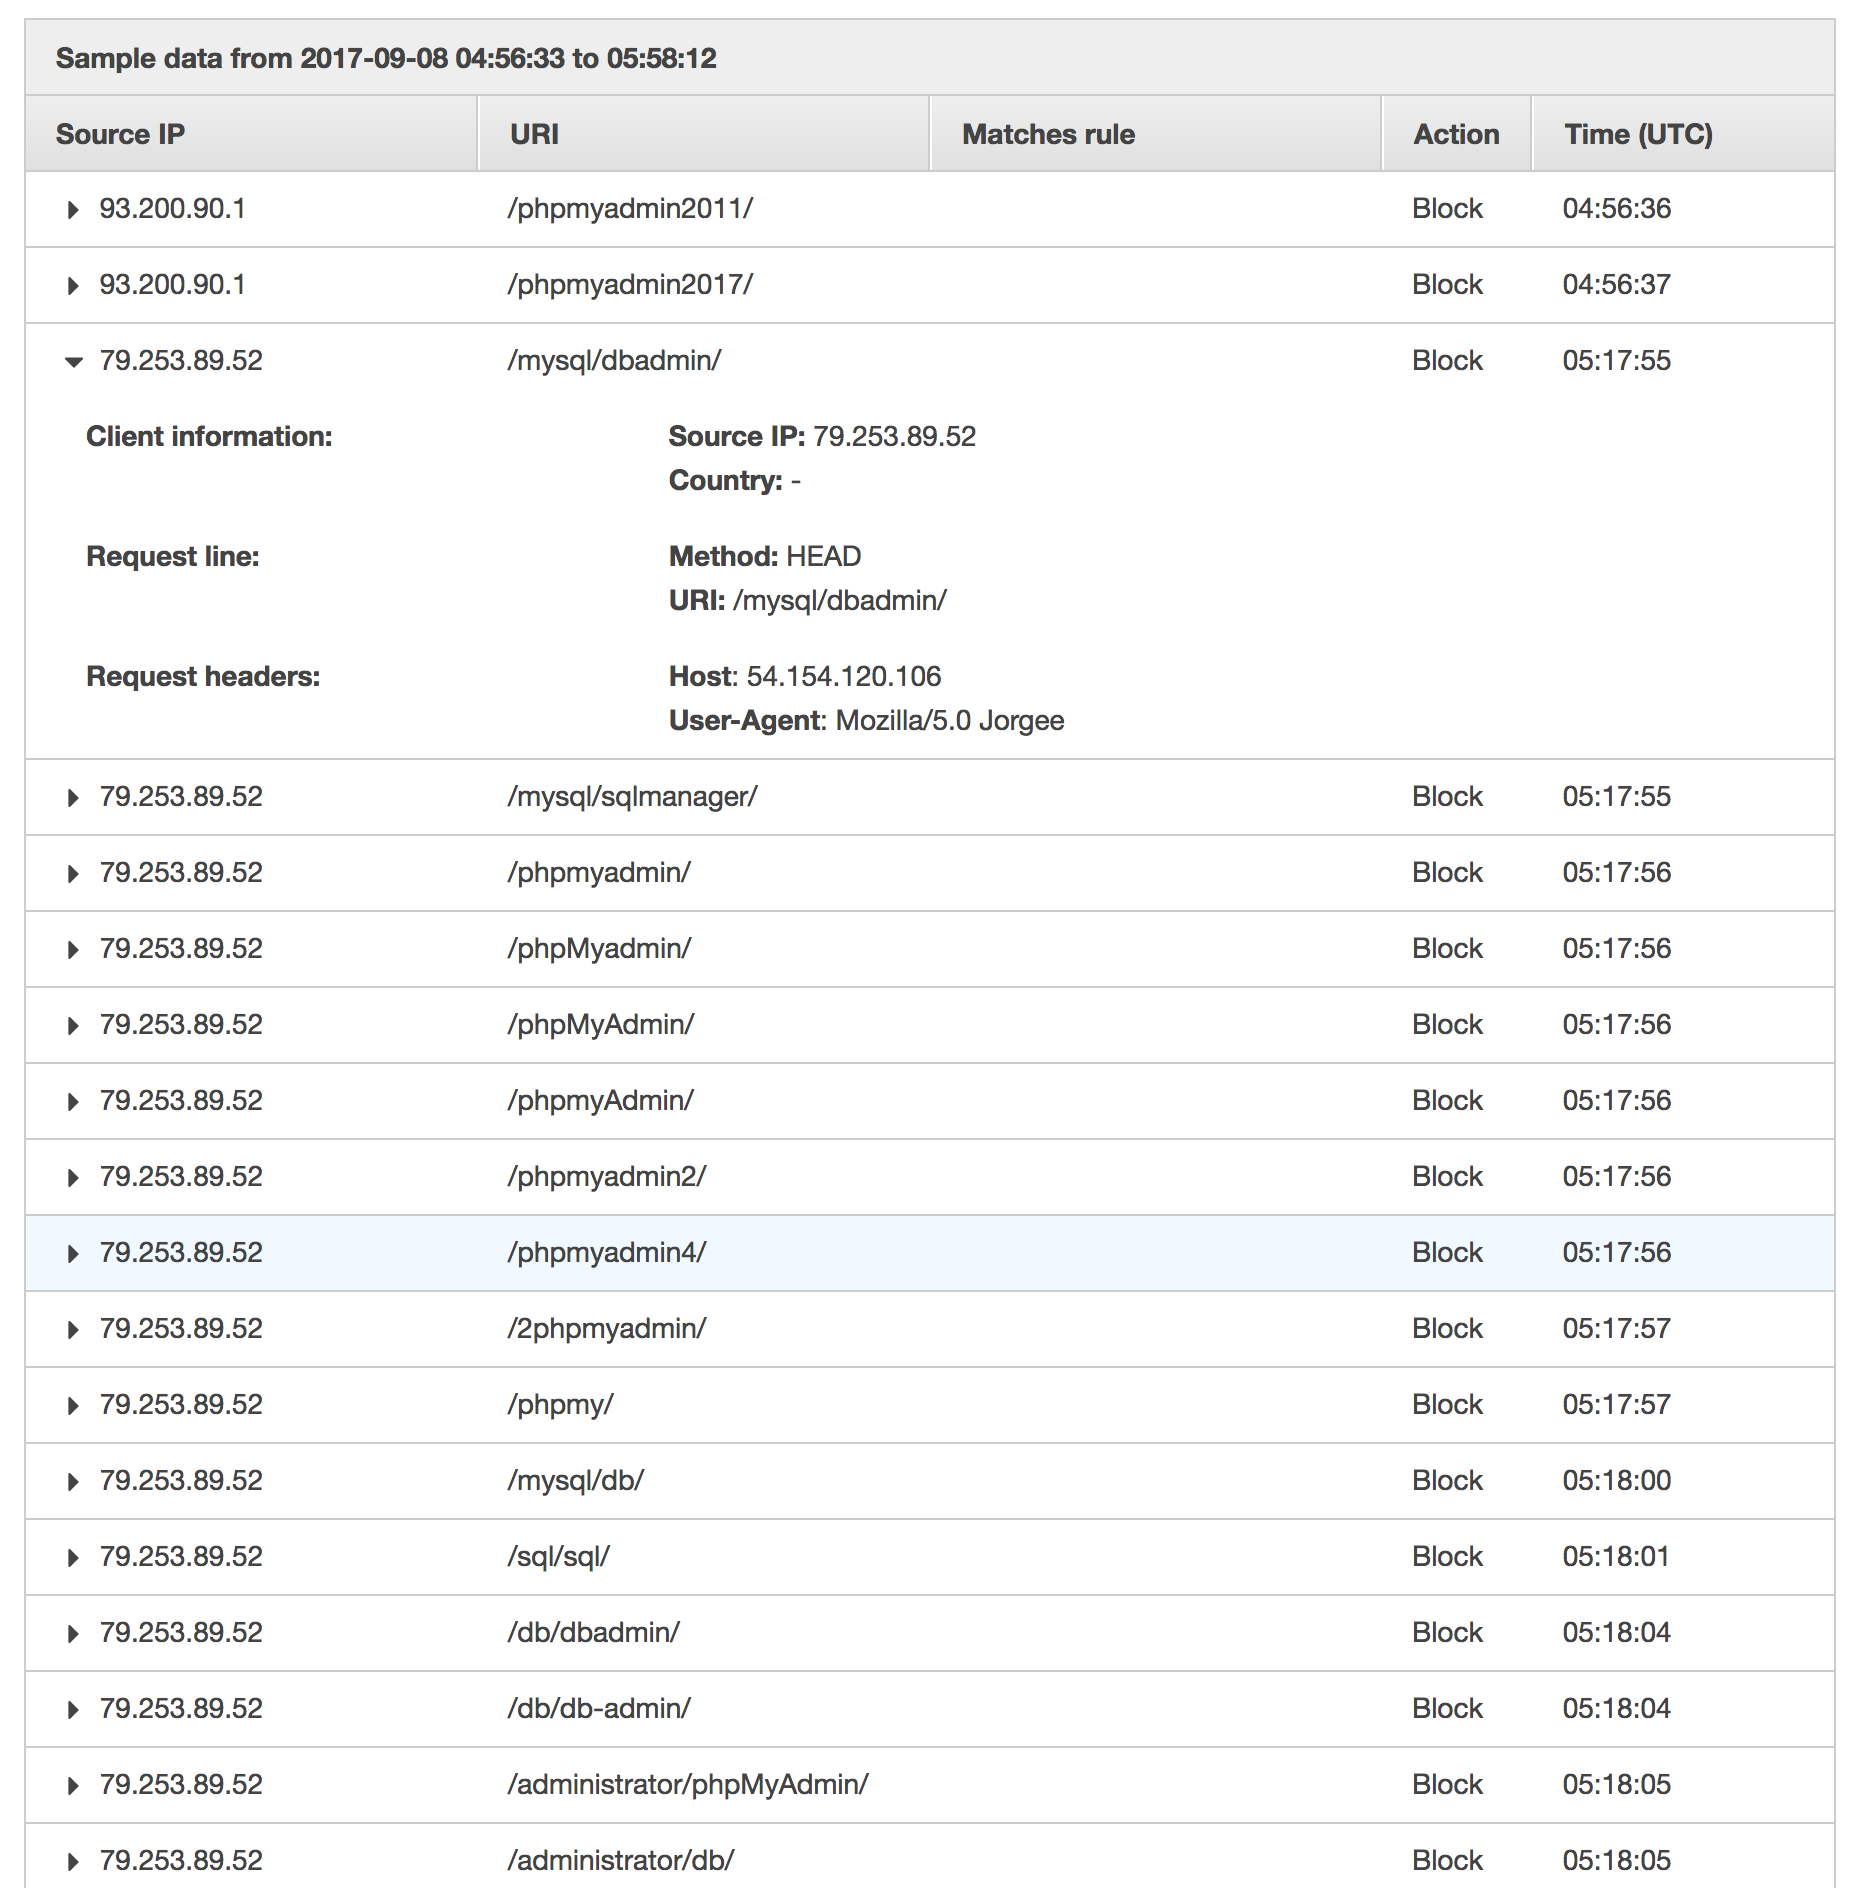 Sample data from 2017-09-08 04:56:33 to 05:58:12
Source IP URI Matches rule Action Time (UTC)
93.200.90.1 /phpmyadmin2011/ Block 04:56:36
93.200.90.1 /phpmyadmin2017/ Block 04:56:37
79.253.89.52 /mysql/dbadmin/ Block 05:17:55
Client information: Source IP: 79.253.89.52
Country: -
Request line: Method: HEAD
URI: /mysql/dbadmin/
Request headers: Host: 54.154.120.106
User-Agent: Mozilla/5.0 Jorgee
79.253.89.52 /mysql/sqlmanager/ Block 05:17:55
79.253.89.52 /phpmyadmin/ Block 05:17:56
79.253.89.52 /phpMyadmin/ Block 05:17:56
79.253.89.52 /phpMyAdmin/ Block 05:17:56
79.253.89.52 /phpmyAdmin/ Block 05:17:56
79.253.89.52 /phpmyadmin2/ Block 05:17:56
79.253.89.52 /phpmyadmin4/ Block 05:17:56
79.253.89.52 /2phpmyadmin/ Block 05:17:57
79.253.89.52 /phpmy/ Block 05:17:57
79.253.89.52 /mysql/db/ Block 05:18:00
79.253.89.52 /sql/sql/ Block 05:18:01
79.253.89.52 /db/dbadmin/ Block 05:18:04
79.253.89.52 /db/db-admin/ Block 05:18:04
79.253.89.52 /administrator/phpMyAdmin/ Block 05:18:05
79.253.89.52 /administrator/db/ Block 05:18:05